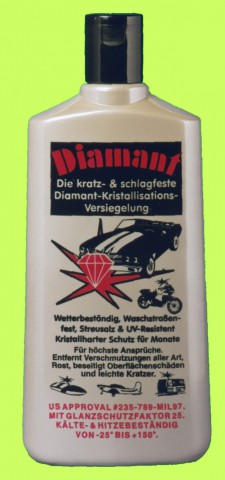 Diamant
Die kratz- & schlagfeste
Diamant-Kristallisations-
Versiegelung
Wetterbeständig, Waschstraßen-
fest, Streusalz & UV-Resistent
Kristallharter Schutz für Monate
Für höchste Ansprüche.
Entfernt Verschmutzungen aller Art,
Rost, beseitigt Oberflächenschäden
und leichte Kratzer.
US APPROVAL #235-789-MIL97.
MIT GLANZSCHUTZFAKTOR 25.
KÄLTE- & HITZEBESTÄNDIG
VON -25° BIS +150°.